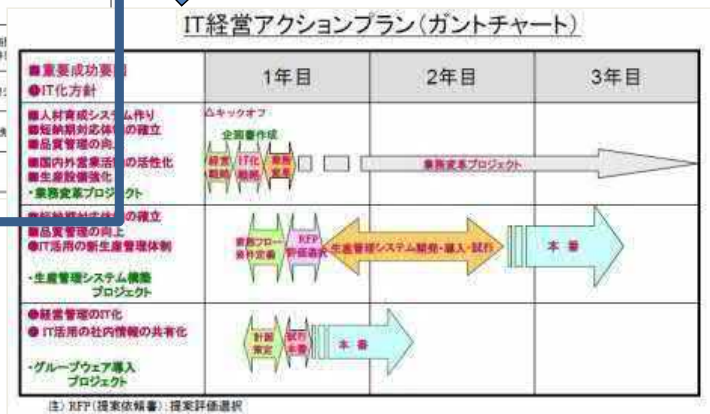 IT経営アクションプラン(ガントチャート)
■重要成功要因
●IT化方針
1年目
2年目
3年目
■人材育成システム作り
■短納期対応体制の確立
■品質管理の向上
■国内外営業活動の活性化
■生産設備強化
・業務変革プロジェクト
△キックオフ
企画書作成
経営戦略
IT化戦略
業務変革
業務変革プロジェクト
■短納期対応体制の確立
■品質管理の向上
●IT活用の新生産管理体制
・生産管理システム構築
プロジェクト
業務フロー
要件定義
RFP
評価選択
生産管理システム開発・導入・試行
本番
●経営管理のIT化
● IT活用の社内情報の共有化
・グループウェア導入
プロジェクト
計画
策定
試行
本番
本番
注) RFP(提案依頼書):提案評価選択